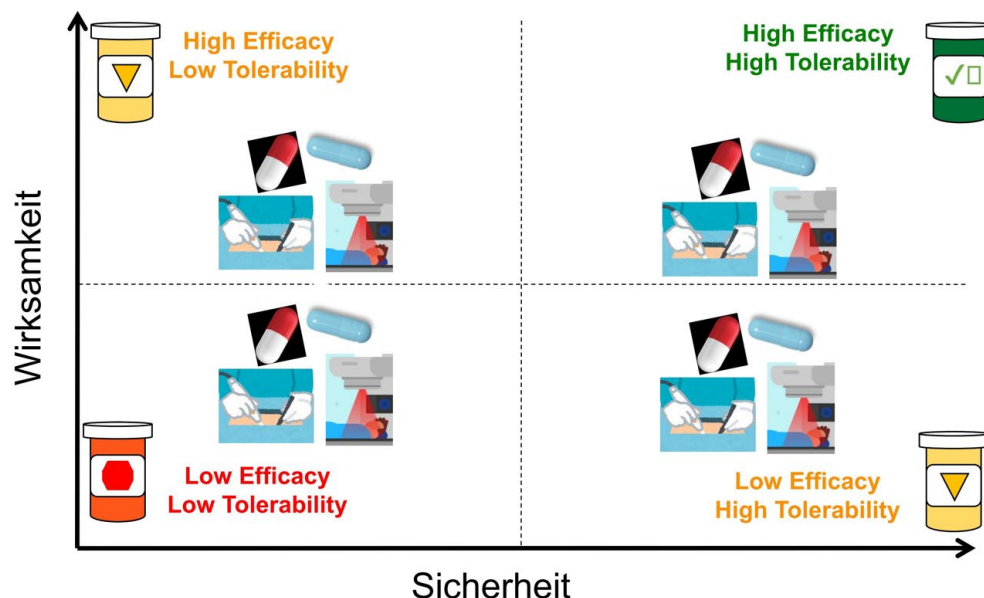 High Efficacy
Low Tolerability
High Efficacy
High Tolerability
Wirksamkeit
Low Efficacy
Low Tolerability
Low Efficacy
High Tolerability
Sicherheit